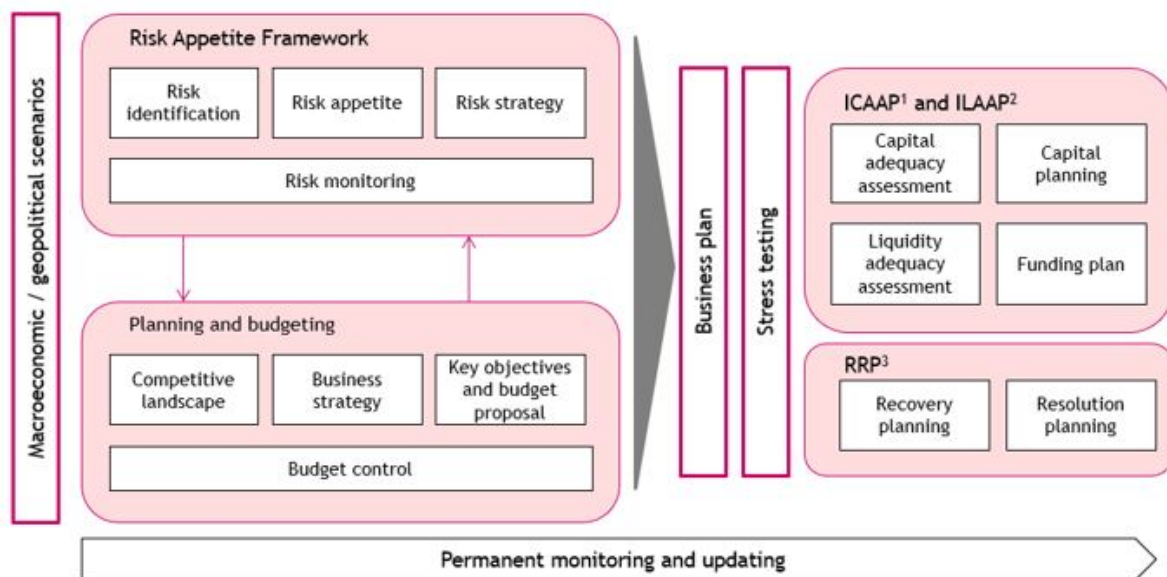 Macroeconomic / geopolitical scenarios
Risk Appetite Framework
Risk
identification
Risk appetite
Risk strategy
Risk monitoring
Planning and budgeting
Competitive
landscape
Business
strategy
Key objectives
and budget
proposal
Budget control
Business plan
Stress testing
ICAAP¹ and ILAAP²
Capital
adequacy
assessment
Capital
planning
Liquidity
adequacy
assessment
Funding plan
RRP³
Recovery
planning
Resolution
planning
Permanent monitoring and updating